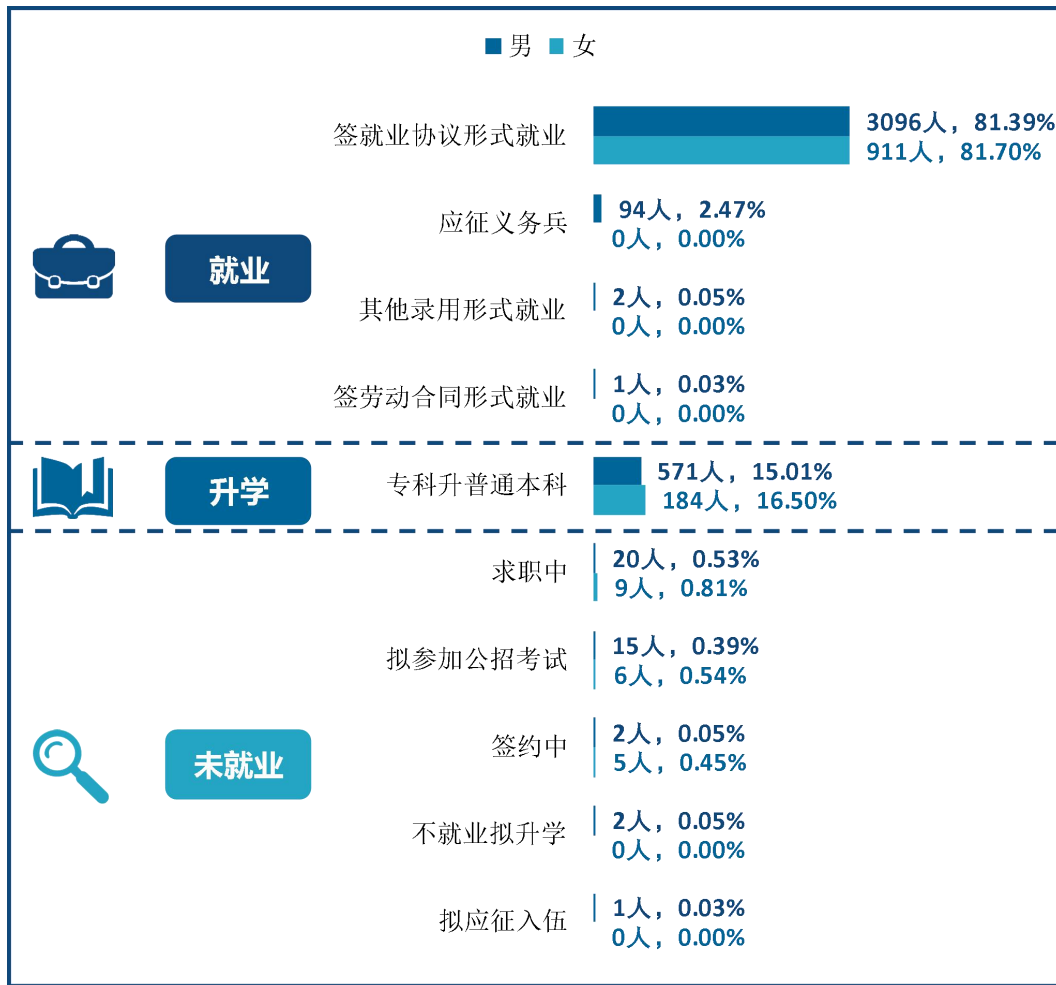 男 女
签就业协议形式就业
3096人，81.39%
911人，81.70%
应征义务兵
94人，2.47%
0人，0.00%
就业
其他录用形式就业
2人，0.05%
0人，0.00%
签劳动合同形式就业
1人，0.03%
0人，0.00%
升学
专科升普通本科
571人，15.01%
184人，16.50%
求职中
20人，0.53%
9人，0.81%
拟参加公招考试
15人，0.39%
6人，0.54%
未就业
签约中
2人，0.05%
5人，0.45%
不就业拟升学
2人，0.05%
0人，0.00%
拟应征入伍
1人，0.03%
0人，0.00%